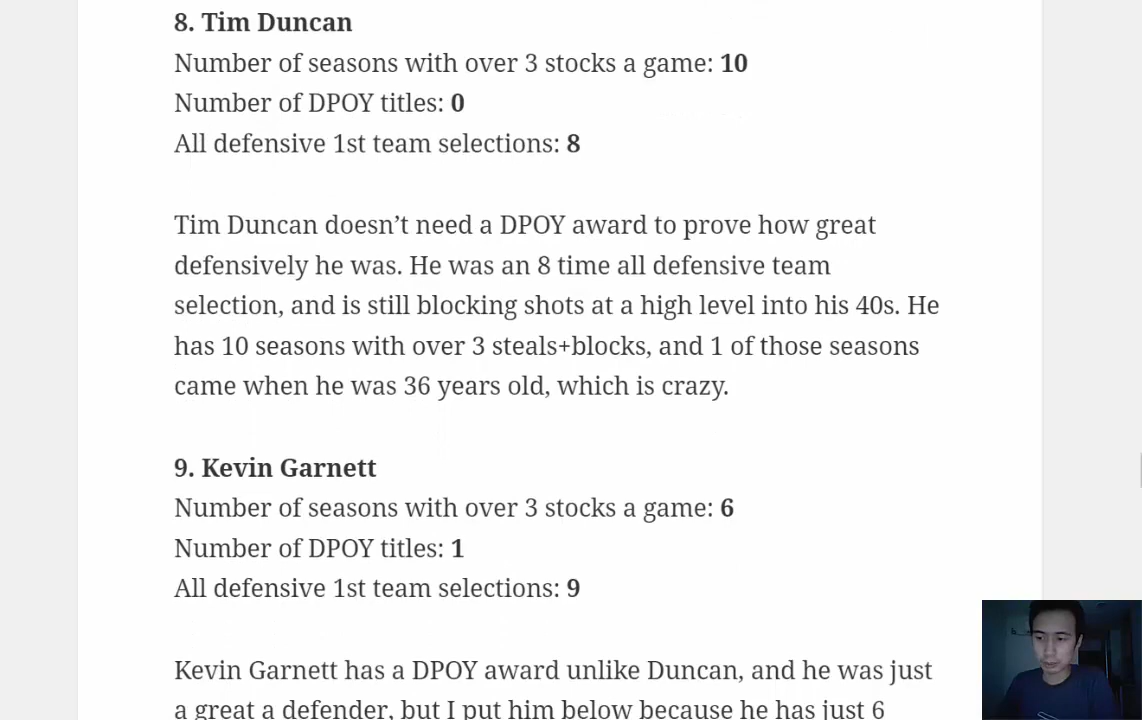 8. Tim Duncan
Number of seasons with over 3 stocks a game: 10
Number of DPOY titles: 0
All defensive 1st team selections: 8
Tim Duncan doesn’t need a DPOY award to prove how great
defensively he was. He was an 8 time all defensive team
selection, and is still blocking shots at a high level into his 40s. He
has 10 seasons with over 3 steals+blocks, and 1 of those seasons
came when he was 36 years old, which is crazy.
9. Kevin Garnett
Number of seasons with over 3 stocks a game: 6
Number of DPOY titles: 1
All defensive 1st team selections: 9
Kevin Garnett has a DPOY award unlike Duncan, and he was just
a great a defender, but I put him below because he has just 6